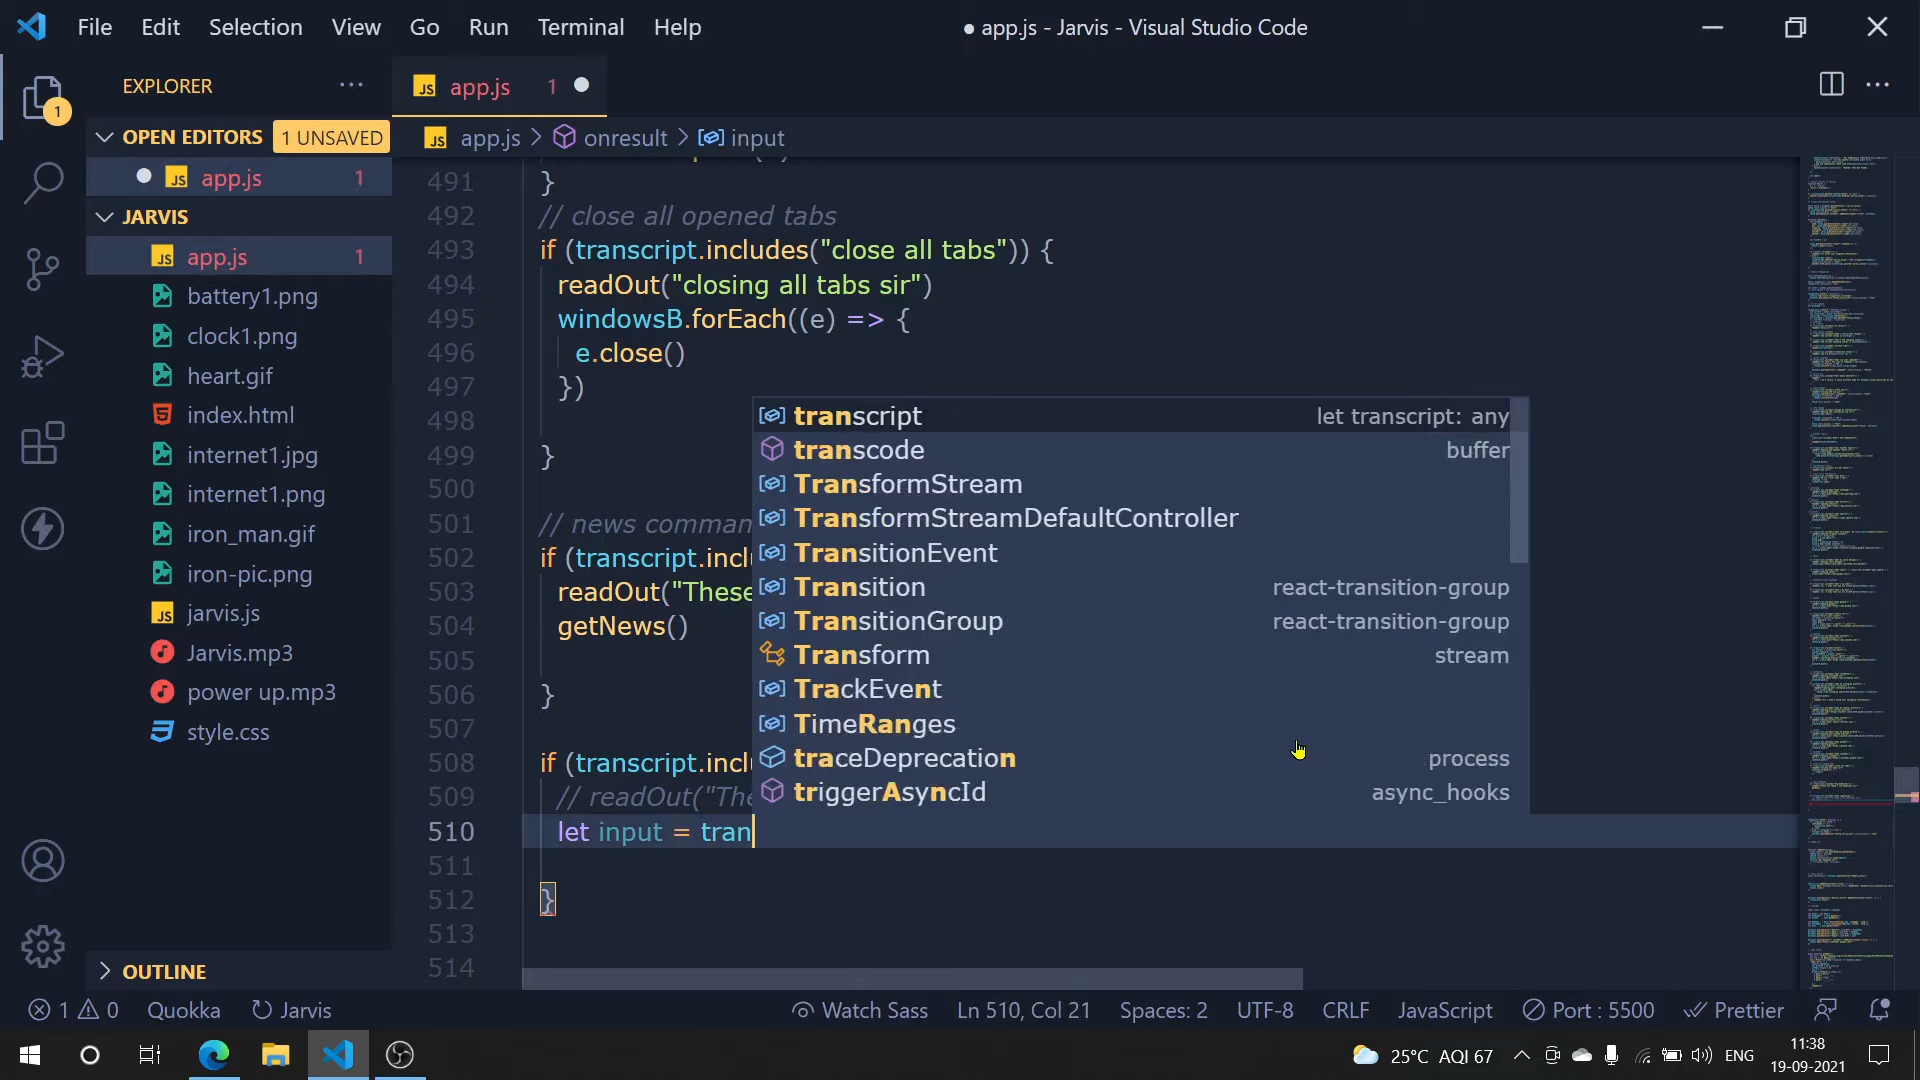 File Edit Selection View Go Run Terminal Help
● app.js - Jarvis - Visual Studio Code
EXPLORER
app.js 1
OPEN EDITORS 1 UNSAVED
app.js > onresult > input
app.js 1
JARVIS
app.js 1
battery1.png
clock1.png
heart.gif
index.html
internet1.jpg
internet1.png
iron_man.gif
iron-pic.png
jarvis.js
Jarvis.mp3
power up.mp3
style.css
OUTLINE
1
491 }
492 // close all opened tabs
493 if (transcript.includes("close all tabs")) {
494 readOut("closing all tabs sir")
495 windowsB.forEach((e) => {
496 e.close()
497 })
498
499 }
500
501 // news comman
502 if (transcript.incl
503 readOut("These
504 getNews()
505
506 }
507
508 if (transcript.incl
509 // readOut("The
510 let input = tran
511
512 }
513
514
transcript let transcript: any
transcode buffer
TransformStream
TransformStreamDefaultController
TransitionEvent
Transition react-transition-group
TransitionGroup react-transition-group
Transform stream
TrackEvent
TimeRanges
traceDeprecation process
triggerAsyncId async_hooks
1 0 Quokka Jarvis Watch Sass Ln 510, Col 21 Spaces: 2 UTF-8 CRLF JavaScript Port : 5500 Prettier
25°C AQI 67 ENG 11:38
19-09-2021